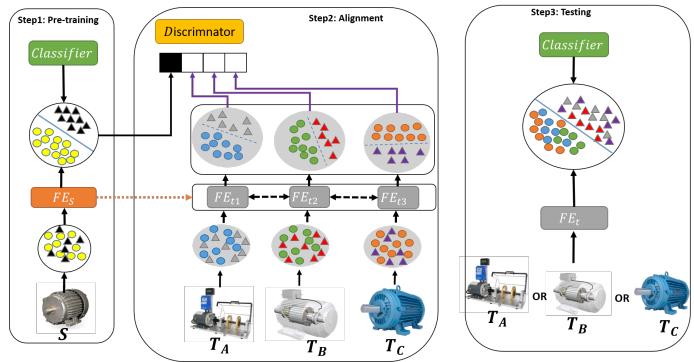 Step1: Pre-training
Classifier
FE_S
S
Step2: Alignment
Discrimnator
FE_t1
FE_t2
FE_t3
T_A
T_B
T_C
Step3: Testing
Classifier
FE_t
T_A OR T_B OR T_C